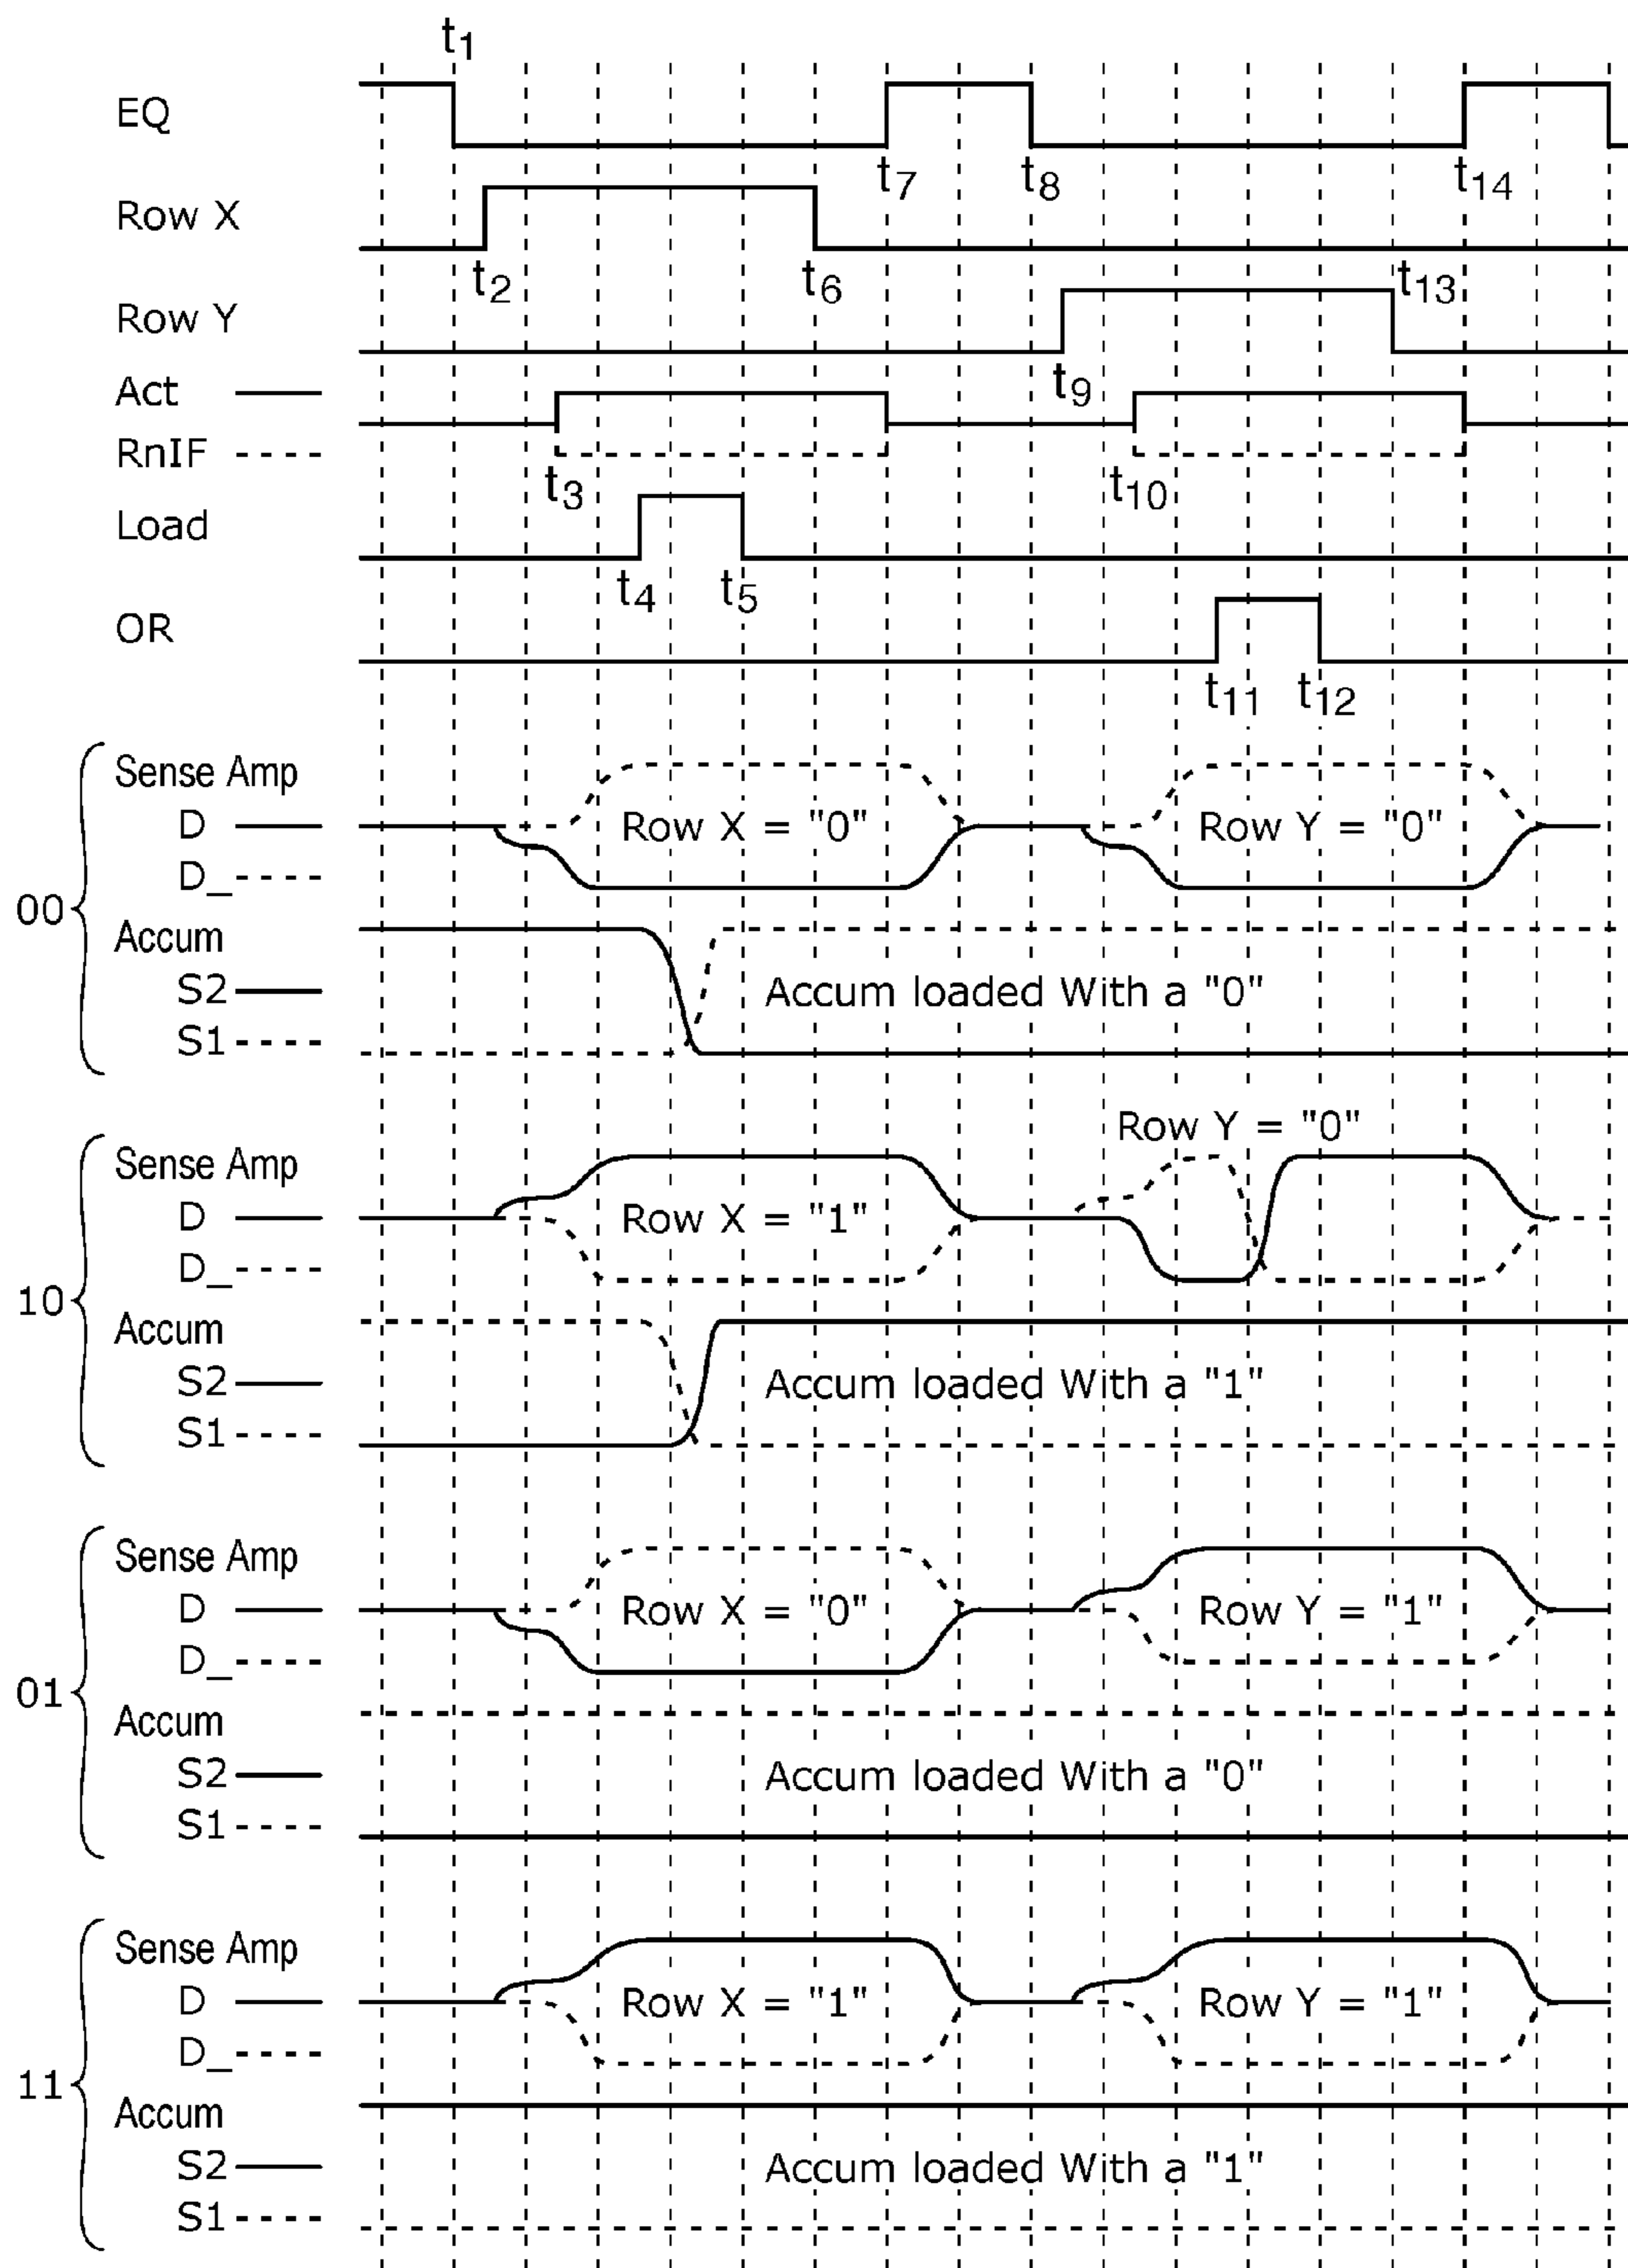 t1
EQ
t7 t8 t14
Row X
t2 t6 t13
Row Y
t9
Act
RnIF
t3 t10
Load
t4 t5
OR
t11 t12
00
Sense Amp
D
D_
Row X = "0"
Row Y = "0"
Accum
S2
S1
Accum loaded With a "0"
10
Row Y = "0"
Sense Amp
D
D_
Row X = "1"
Accum
S2
S1
Accum loaded With a "1"
01
Sense Amp
D
D_
Row X = "0"
Row Y = "1"
Accum
S2
S1
Accum loaded With a "0"
11
Sense Amp
D
D_
Row X = "1"
Row Y = "1"
Accum
S2
S1
Accum loaded With a "1"